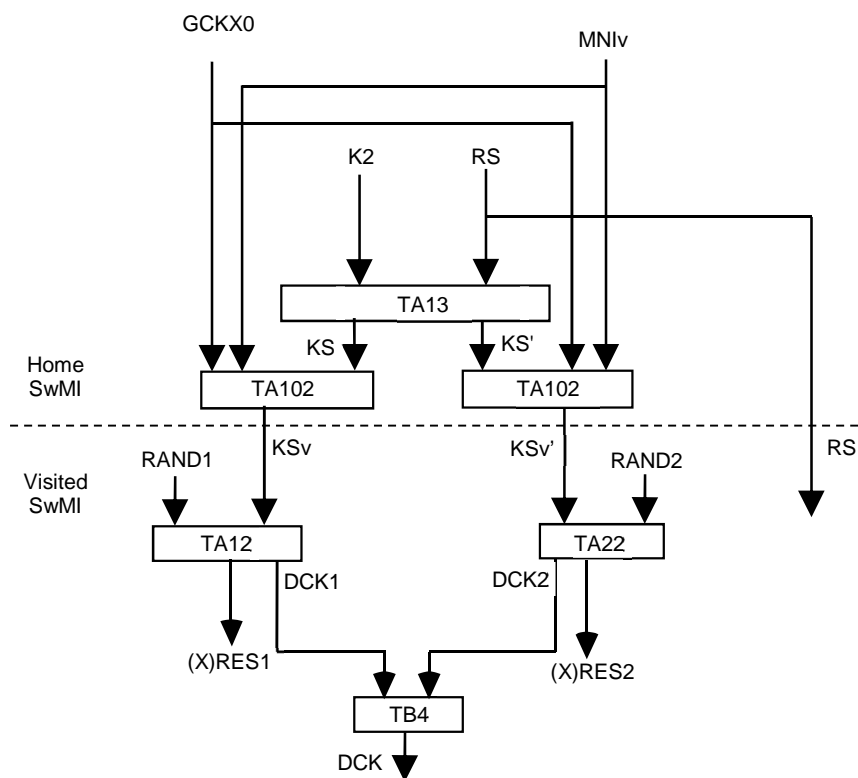 GCKX0
MNIv
K2
RS
TA13
KS
KS'
Home
SwMI
TA102
TA102
KSv
KSv’
RS
RAND1
RAND2
Visited
SwMI
TA12
TA22
DCK1
DCK2
(X)RES1
(X)RES2
TB4
DCK